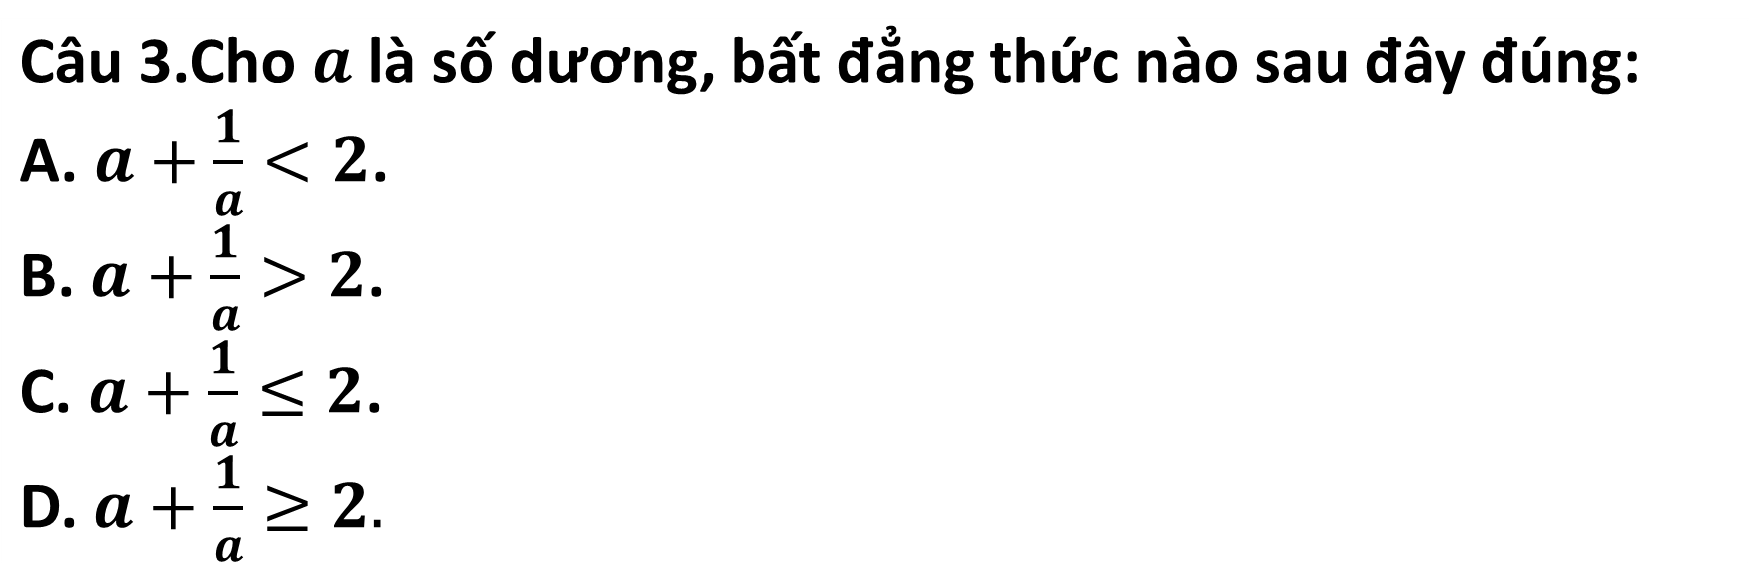 Câu 3.Cho a là số dương, bất đẳng thức nào sau đây đúng:
A. a + 1/a < 2.
B. a + 1/a > 2.
C. a + 1/a ≤ 2.
D. a + 1/a ≥ 2.